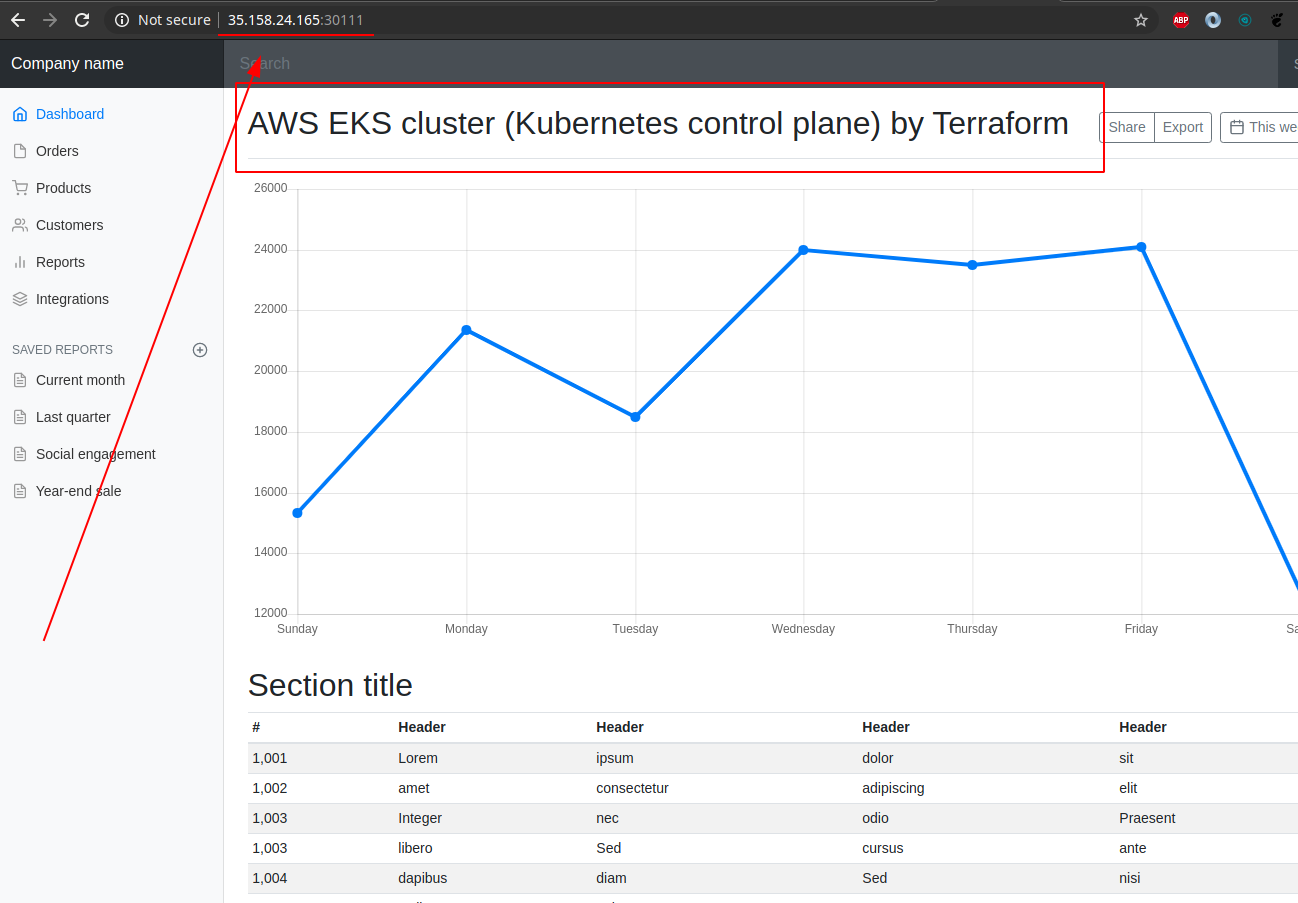 Not secure 35.158.24.165:30111
ABP
Company name
Search
S
Dashboard
Orders
Products
Customers
Reports
Integrations
SAVED REPORTS
Current month
Last quarter
Social engagement
Year-end sale
AWS EKS cluster (Kubernetes control plane) by Terraform
Share Export This we
26000
24000
22000
20000
18000
16000
14000
12000
Sunday Monday Tuesday Wednesday Thursday Friday Sa
Section title
# Header Header Header Header
1,001 Lorem ipsum dolor sit
1,002 amet consectetur adipiscing elit
1,003 Integer nec odio Praesent
1,003 libero Sed cursus ante
1,004 dapibus diam Sed nisi